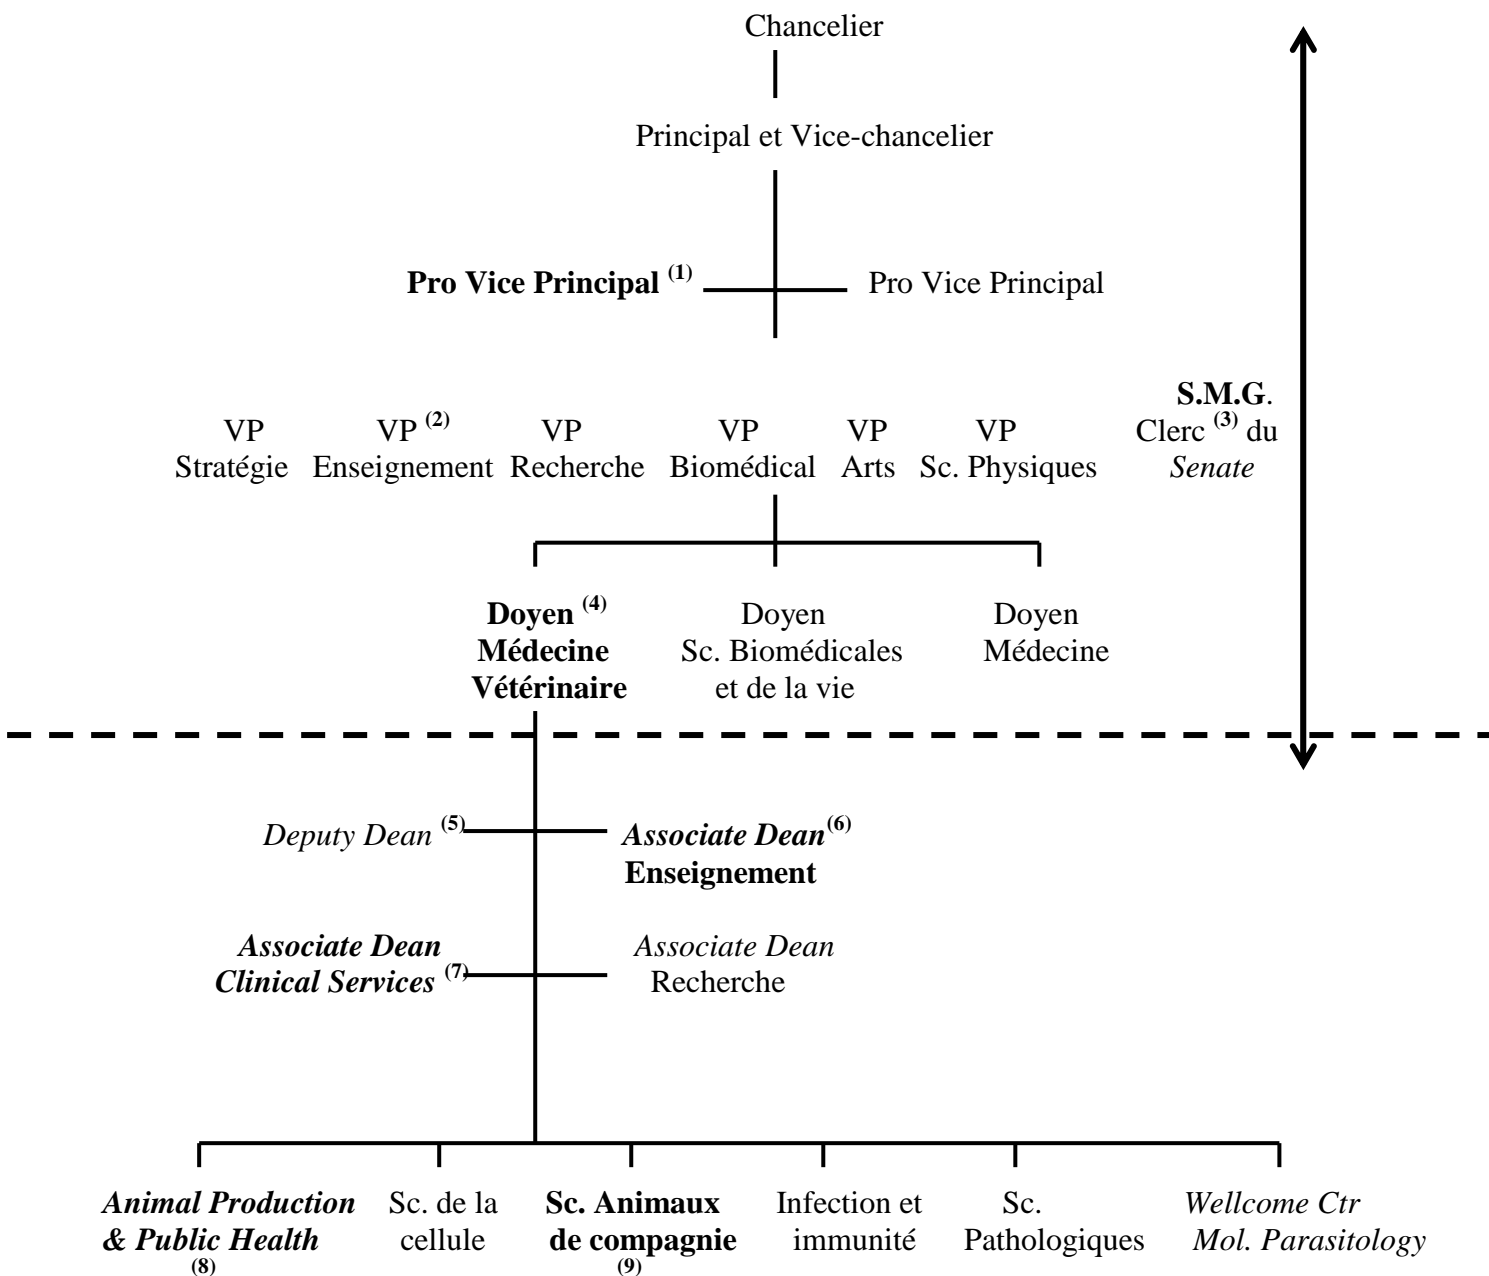 Chancelier
Principal et Vice-chancelier
Pro Vice Principal (1)
Pro Vice Principal
S.M.G.
VP
VP (2)
VP
VP
VP
VP
Clerc (3) du
Stratégie
Enseignement
Recherche
Biomédical
Arts
Sc. Physiques
Senate
Doyen (4)
Doyen
Doyen
Médecine
Sc. Biomédicales
Médecine
Vétérinaire
et de la vie
Deputy Dean (5)
Associate Dean (6)
Enseignement
Associate Dean
Associate Dean
Clinical Services (7)
Recherche
Animal Production
Sc. de la
Sc. Animaux
Infection et
Sc.
Wellcome Ctr
& Public Health
cellule
de compagnie
immunité
Pathologiques
Mol. Parasitology
(8)
(9)